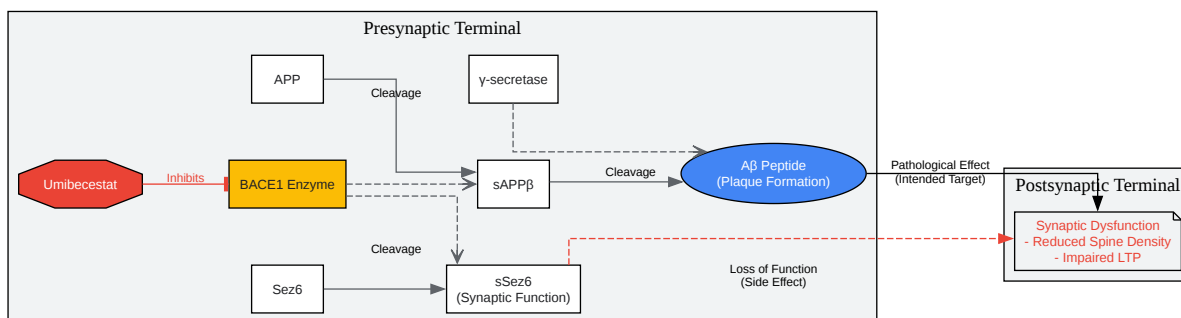 Presynaptic Terminal
APP
γ-secretase
Cleavage
Umibecestat
Inhibits
BACE1 Enzyme
sAPPβ
Cleavage
Aβ Peptide
(Plaque Formation)
Pathological Effect
(Intended Target)
Postsynaptic Terminal
Synaptic Dysfunction
- Reduced Spine Density
- Impaired LTP
Cleavage
Sez6
sSez6
(Synaptic Function)
Loss of Function
(Side Effect)